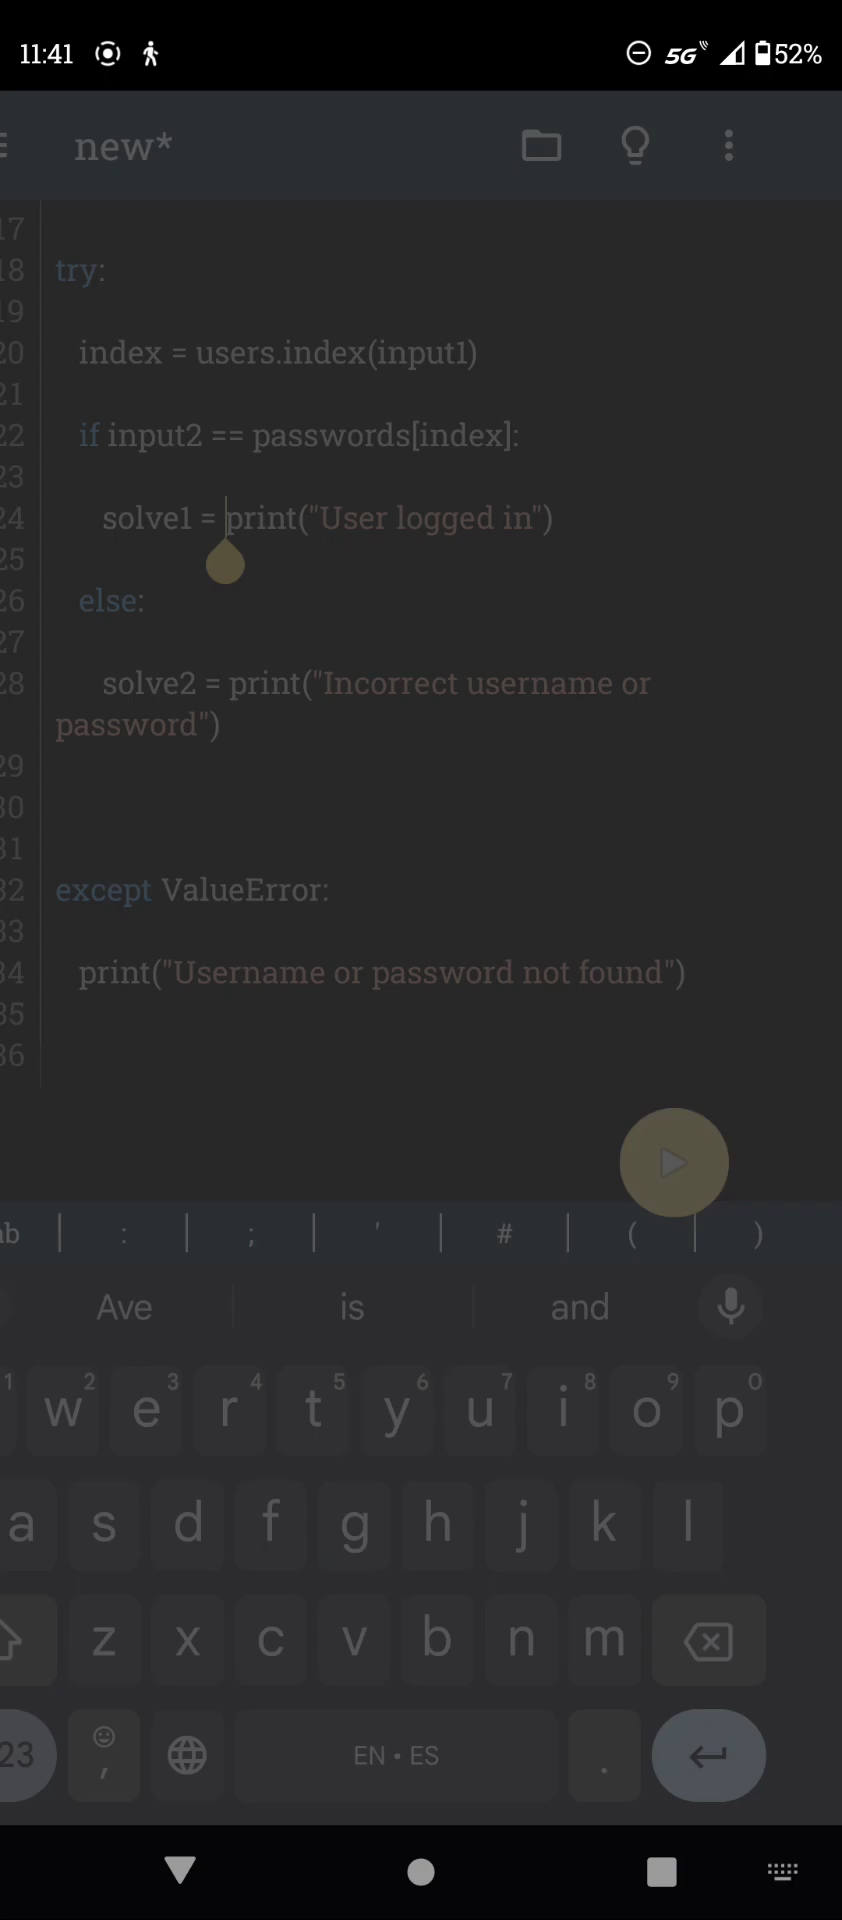 11:41 5G 52%
new*
17
18 try:
19
20 index = users.index(input1)
21
22 if input2 == passwords[index]:
23
24 solve1 = print("User logged in")
25
26 else:
27
28 solve2 = print("Incorrect username or
password")
29
30
31
32 except ValueError:
33
34 print("Username or password not found")
35
36
ab : ; ' # ( )
Ave is and
1 w 2 e 3 r 4 t 5 y 6 u 7 i 8 o 9 p 0
a s d f g h j k l
z x c v b n m
23 , EN • ES .